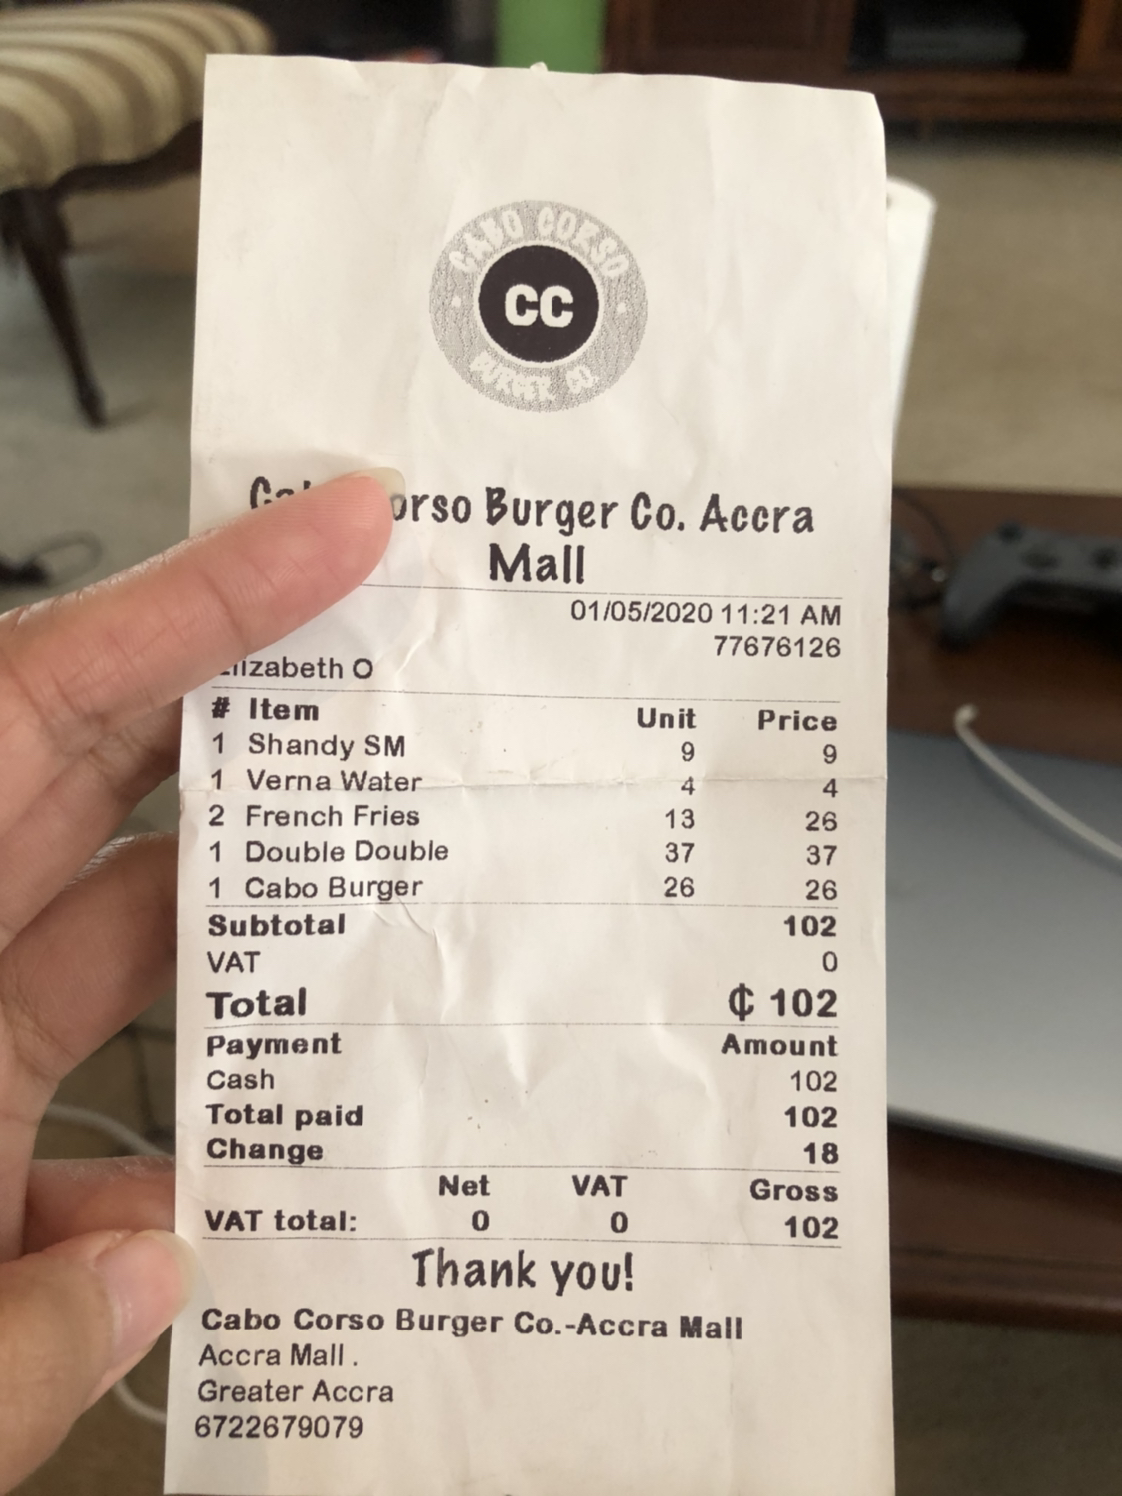 CABO CORSO
CC
BURGER CO.
Corso Burger Co. Accra
Mall
01/05/2020 11:21 AM
77676126
Elizabeth O
# Item Unit Price
1 Shandy SM 9 9
1 Verna Water 4 4
2 French Fries 13 26
1 Double Double 37 37
1 Cabo Burger 26 26
Subtotal 102
VAT 0
Total ₵ 102
Payment Amount
Cash 102
Total paid 102
Change 18
Net VAT Gross
VAT total: 0 0 102
Thank you!
Cabo Corso Burger Co.-Accra Mall
Accra Mall .
Greater Accra
6722679079